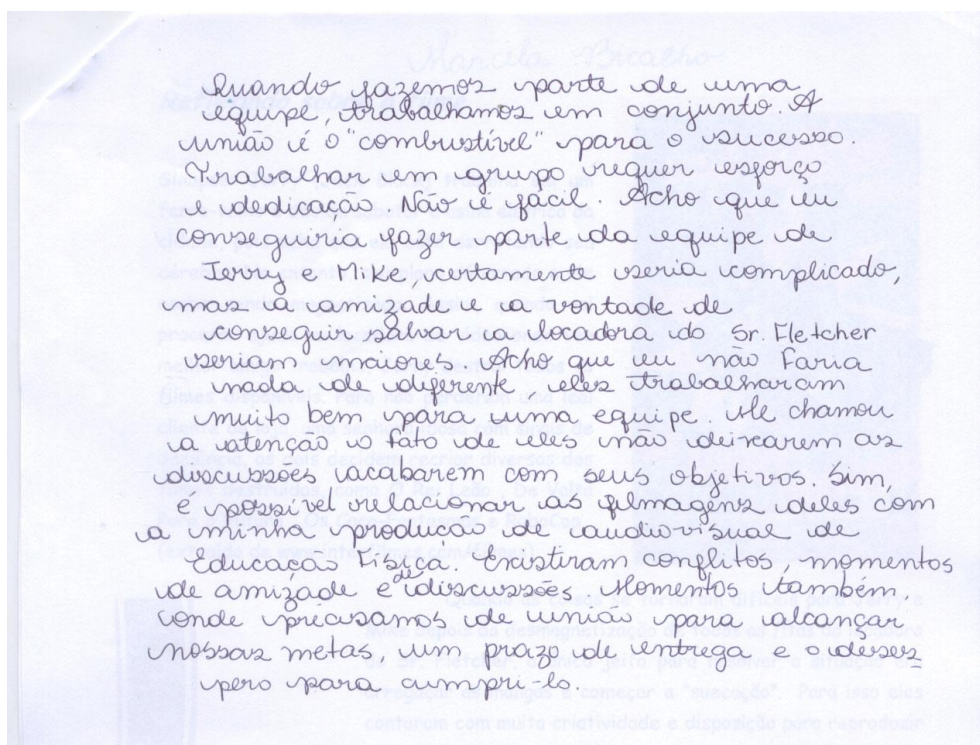 Marcela Bicalho
Quando fazemos parte de uma
equipe, trabalhamos em conjunto. A
união é o "combustível" para o sucesso.
Trabalhar em grupo requer esforço
e dedicação. Não é fácil. Acho que eu
conseguiria fazer parte da equipe de
Jerry e Mike, certamente seria complicado,
mas a amizade e a vontade de
conseguir salvar a locadora do Sr. Fletcher
seriam maiores. Acho que eu não faria
nada de diferente, eles trabalharam
muito bem para uma equipe. Me chamou
a atenção o fato de eles não deixarem as
discussões acabarem com seus objetivos. Sim,
é possível relacionar as filmagens deles com
a minha produção de audiovisual de
Educação Física. Existiram conflitos, momentos
de amizade e de discussões. Momentos também,
onde precisamos de união para alcançar
nossas metas, um prazo de entrega e o deses
pero para cumpri-lo.